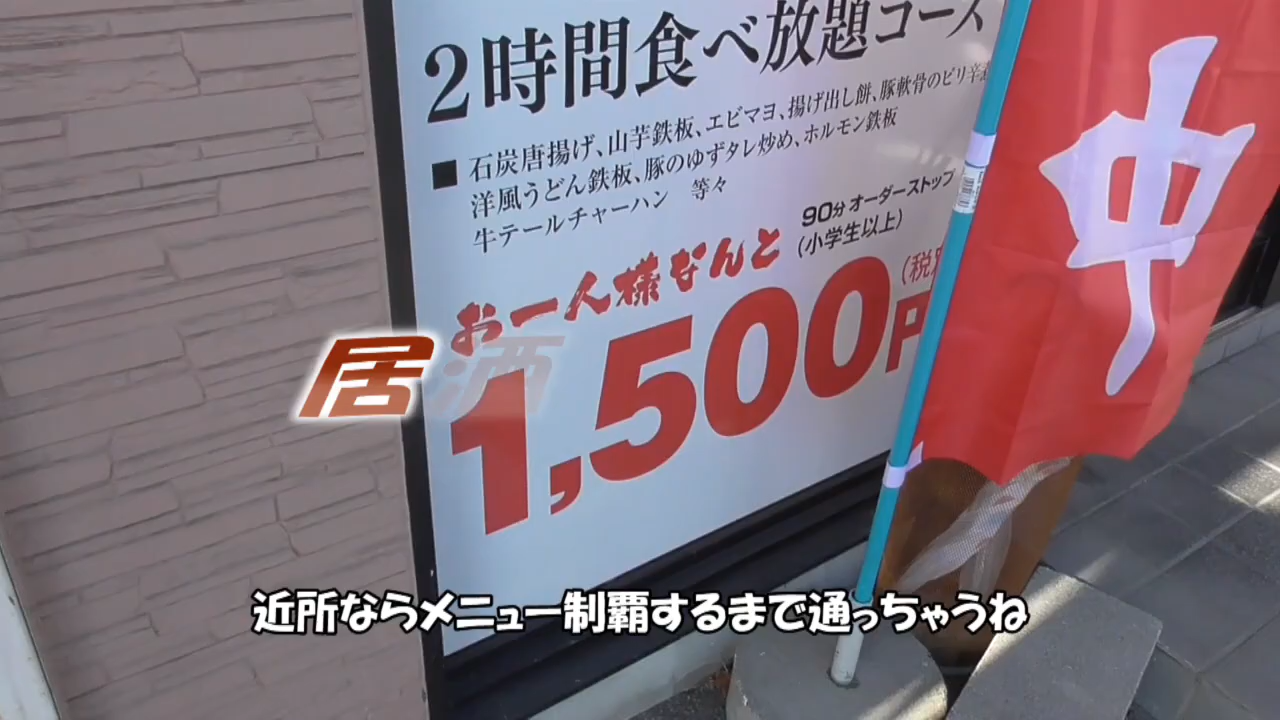 2時間食べ放題コース
■ 石炭唐揚げ、山芋鉄板、エビマヨ、揚げ出し餅、豚軟骨のピリ辛
洋風うどん鉄板、豚のゆずタレ炒め、ホルモン鉄板
牛テールチャーハン 等々
90分オーダーストップ
(小学生以上)
お一人様なんと
(税別
1,500円
中
居酒
近所ならメニュー制覇するまで通っちゃうね